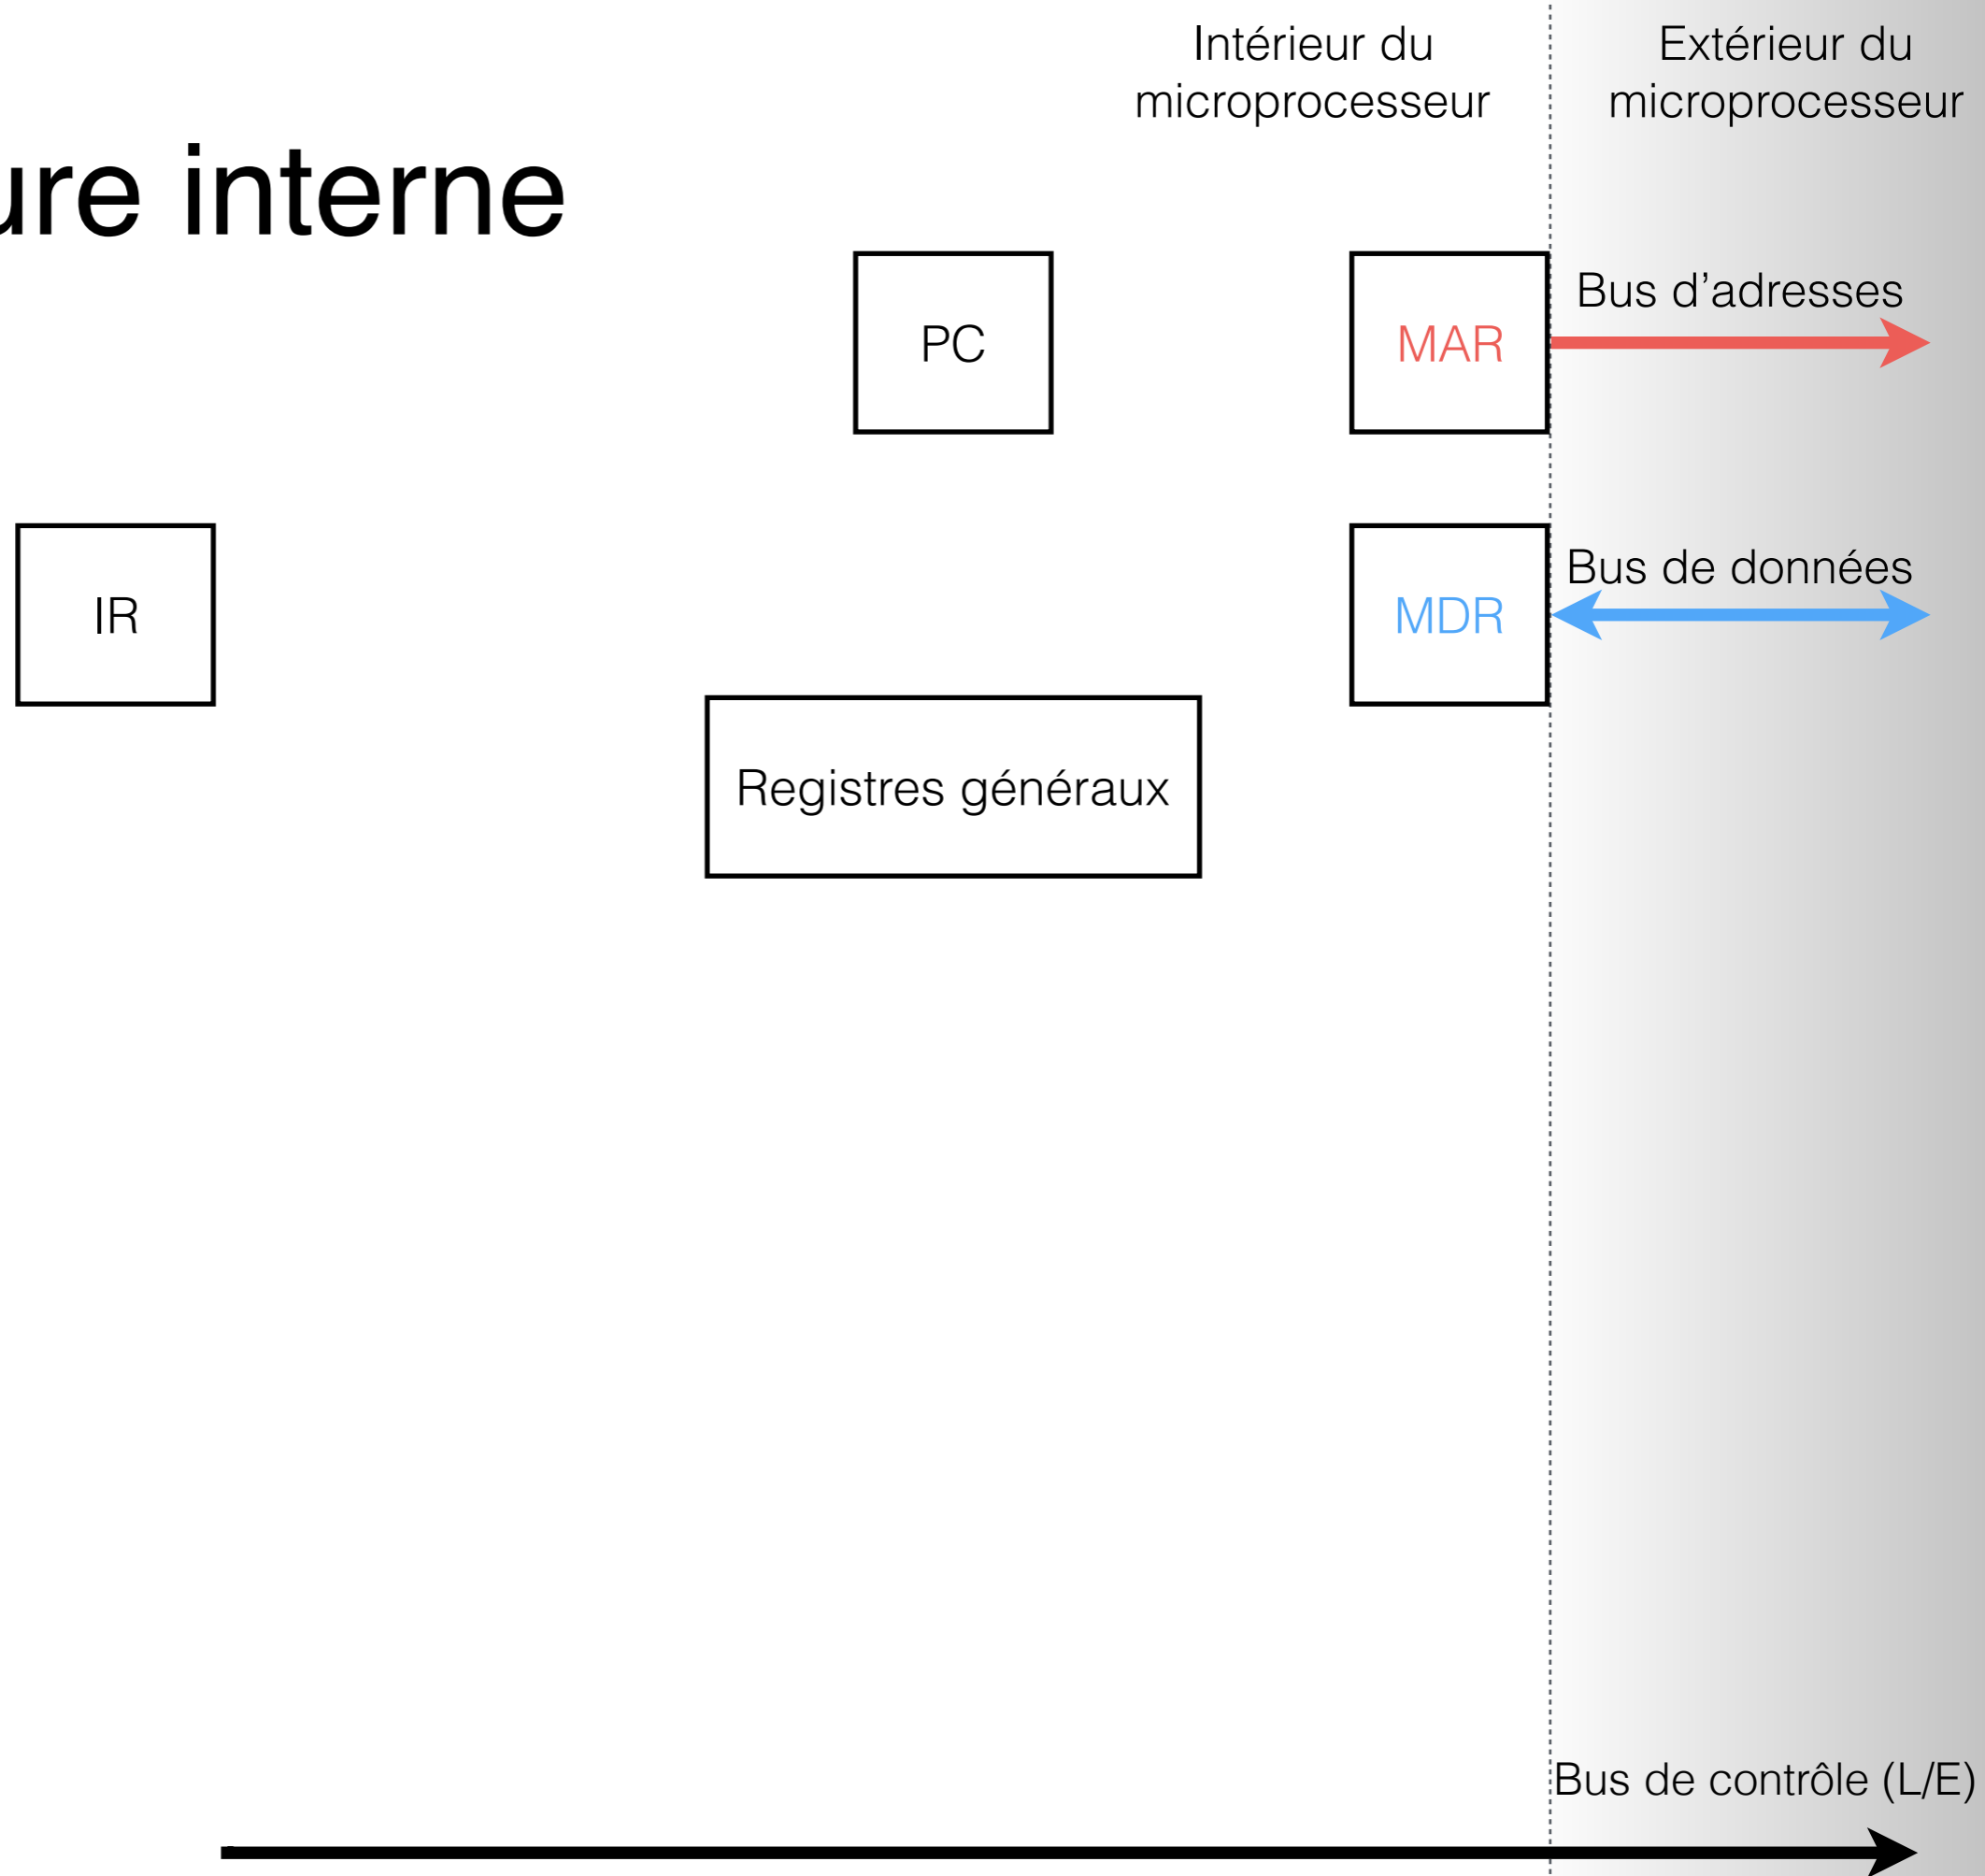 Intérieur du
microprocesseur
Extérieur du
microprocesseur
ure interne
PC
MAR
Bus d’adresses
IR
MDR
Bus de données
Registres généraux
Bus de contrôle (L/E)